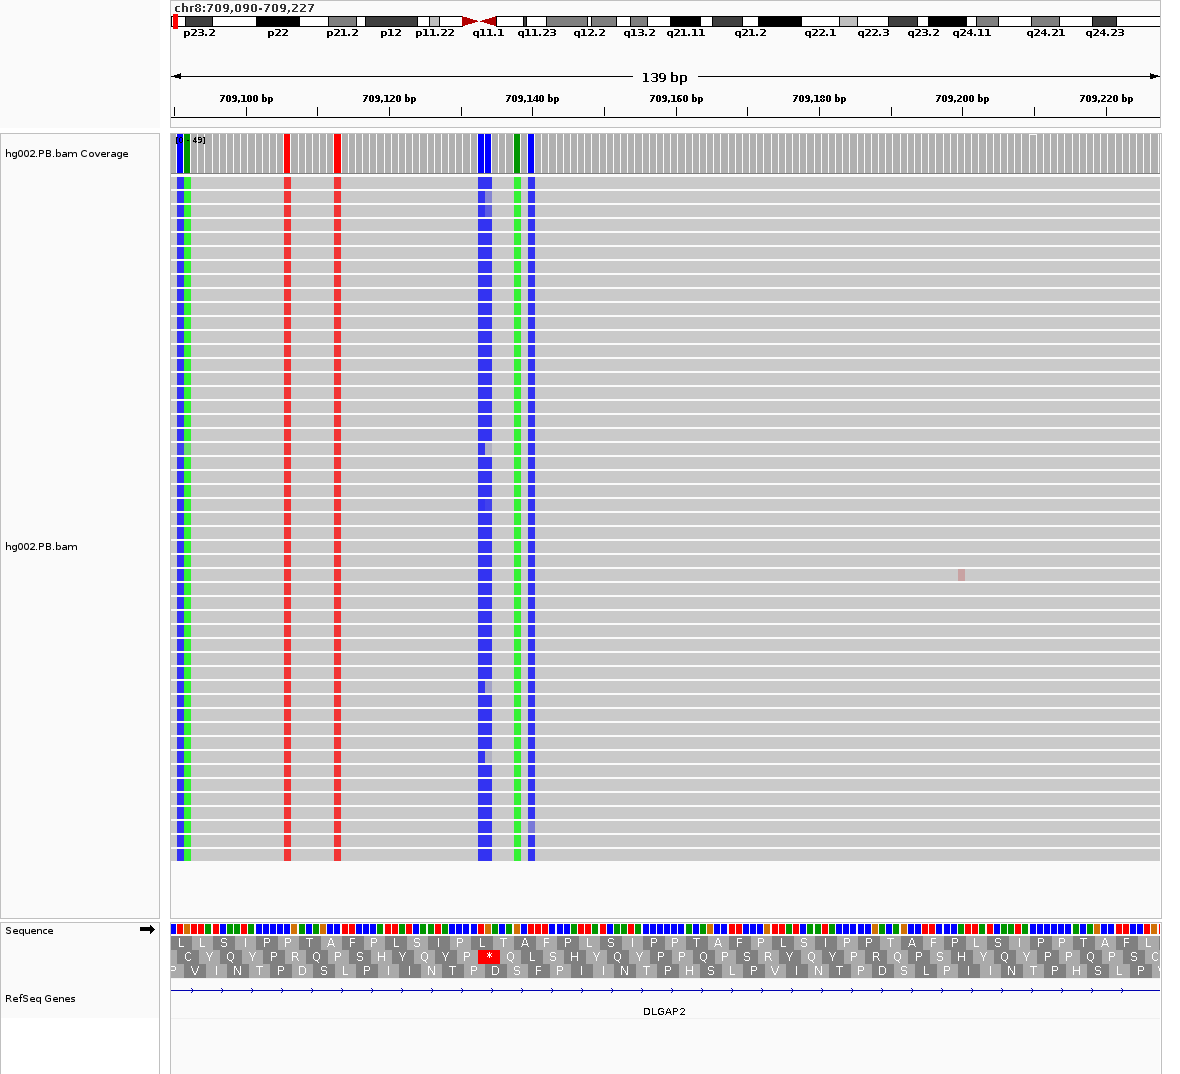 chr8:709,090-709,227
p23.2 p22 p21.2 p12 p11.22 q11.1 q11.23 q12.2 q13.2 q21.11 q21.2 q22.1 q22.3 q23.2 q24.11 q24.21 q24.23
139 bp
709,100 bp 709,120 bp 709,140 bp 709,160 bp 709,180 bp 709,200 bp 709,220 bp
hg002.PB.bam Coverage
49]
hg002.PB.bam
Sequence
L L S I P P T A F P L S I P L T A F P L S I P P T A F P L S I P P T A F P L S I P P T A F L
C Y Q Y P R Q P S H Y Q Y P * Q L S H Y Q Y P P Q P S R Y Q Y P R Q P S H Y Q Y P P Q P S C
P V I N T P D S L P I I N T P D S F P I I N T P H S L P V I N T P D S L P I I N T P H S L P
RefSeq Genes
DLGAP2